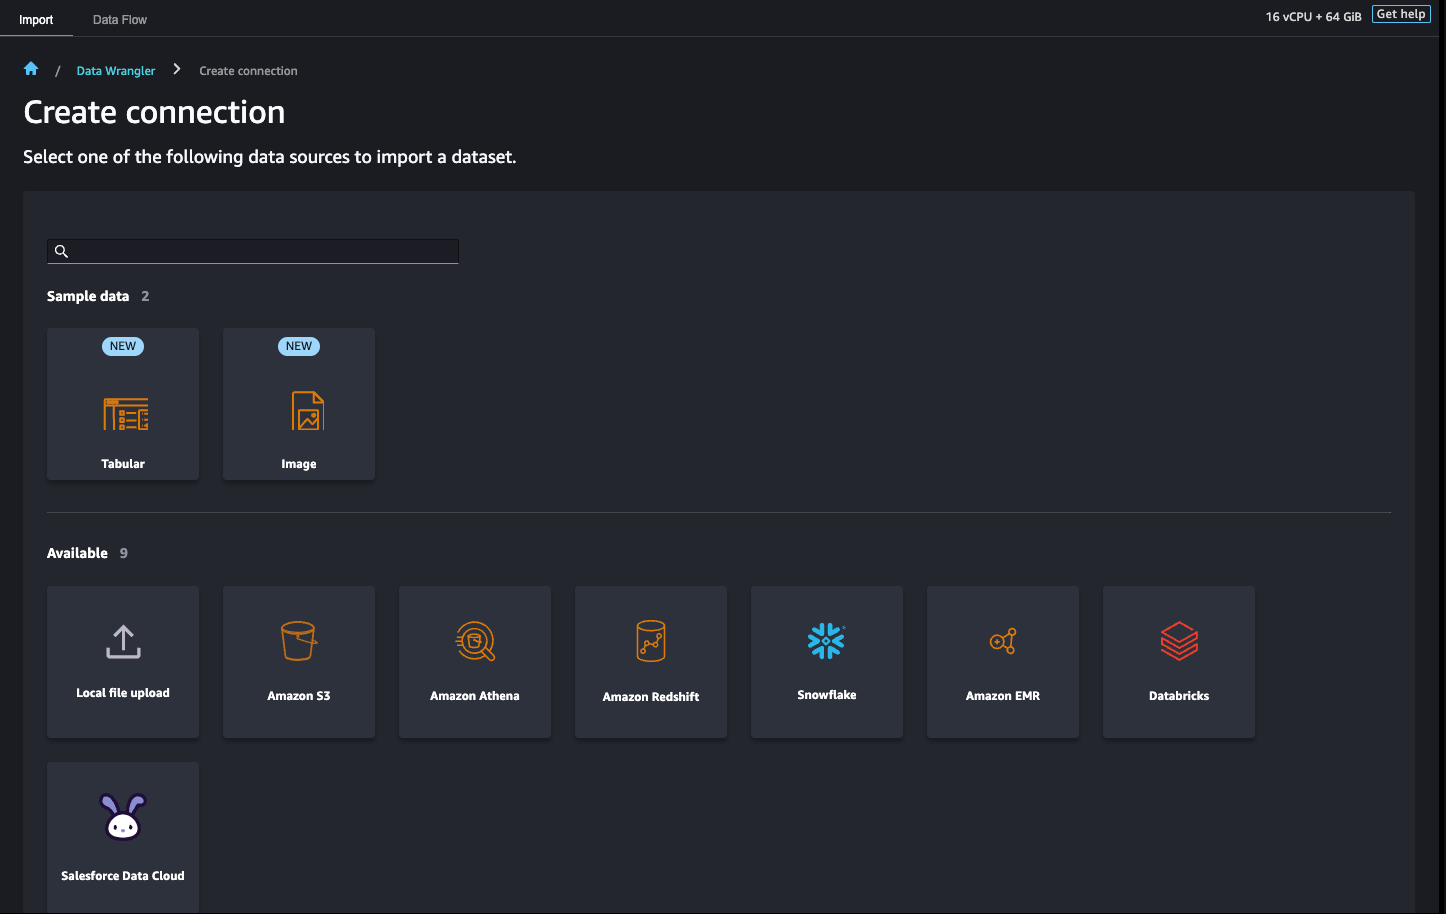 Import Data Flow 16 vCPU + 64 GiB Get help
/ Data Wrangler > Create connection
Create connection
Select one of the following data sources to import a dataset.
Sample data 2
NEW NEW
Tabular Image
Available 9
Local file upload Amazon S3 Amazon Athena Amazon Redshift Snowflake Amazon EMR Databricks
Salesforce Data Cloud